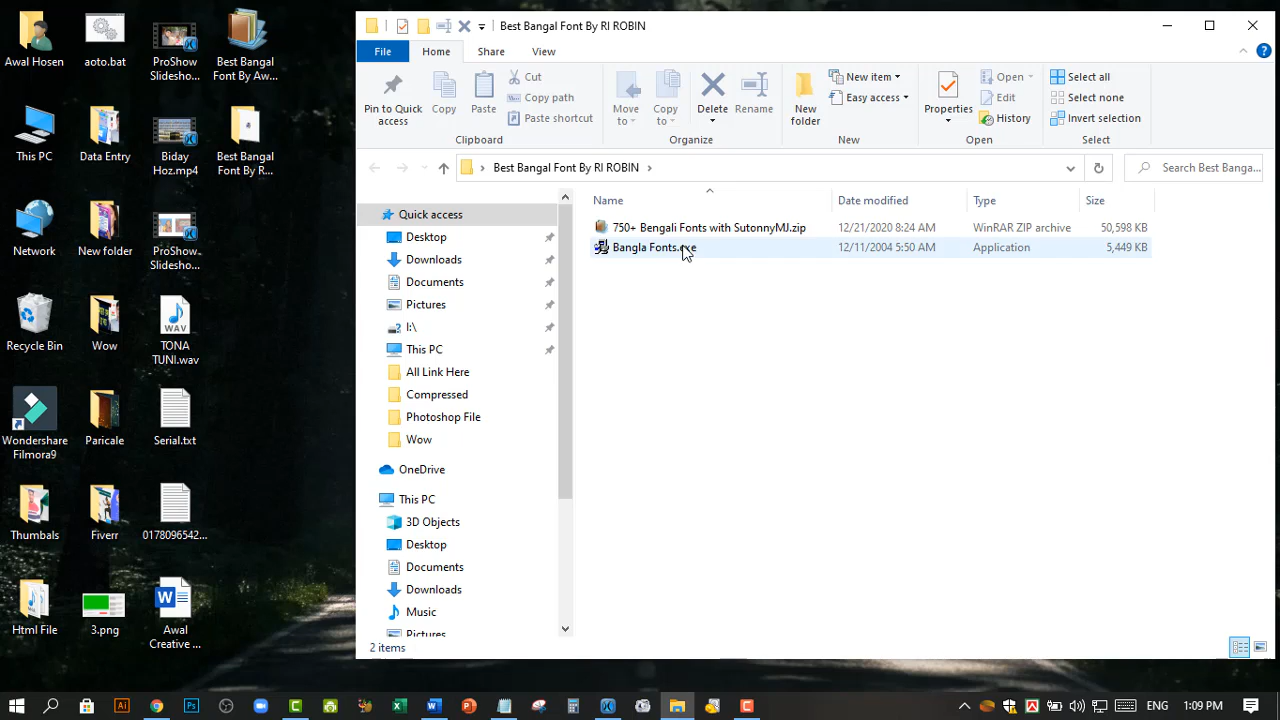 Awal Hosen
aoto.bat
ProShow
Slidesho...
Best Bangal
Font By Aw...
This PC
Data Entry
Biday
Hoz.mp4
Best Bengal
Font By R...
Network
New folder
ProShow
Slidesho...
Recycle Bin
Wow
TONA
TUNI.wav
Wondershare
Filmora9
Paricale
Serial.txt
Thumbals
Fiverr
0178096542...
Html File
3.png
Awal
Creative ...
Best Bangal Font By RI ROBIN
File
Home
Share
View
Pin to Quick
access
Copy
Paste
Cut
Copy path
Paste shortcut
Clipboard
Move
to
Copy
to
Delete
Rename
Organize
New
folder
New item
Easy access
New
Properties
Open
Edit
History
Open
Select all
Select none
Invert selection
Select
Best Bangal Font By RI ROBIN
Search Best Banga...
Name
Date modified
Type
Size
750+ Bengali Fonts with SutonnyMJ.zip 12/21/2020 8:24 AM WinRAR ZIP archive 50,598 KB
Bangla Fonts.exe 12/11/2004 5:50 AM Application 5,449 KB
Quick access
Desktop
Downloads
Documents
Pictures
I:\
This PC
All Link Here
Compressed
Photoshop File
Wow
OneDrive
This PC
3D Objects
Desktop
Documents
Downloads
Music
Pictures
2 items
ENG
1:09 PM